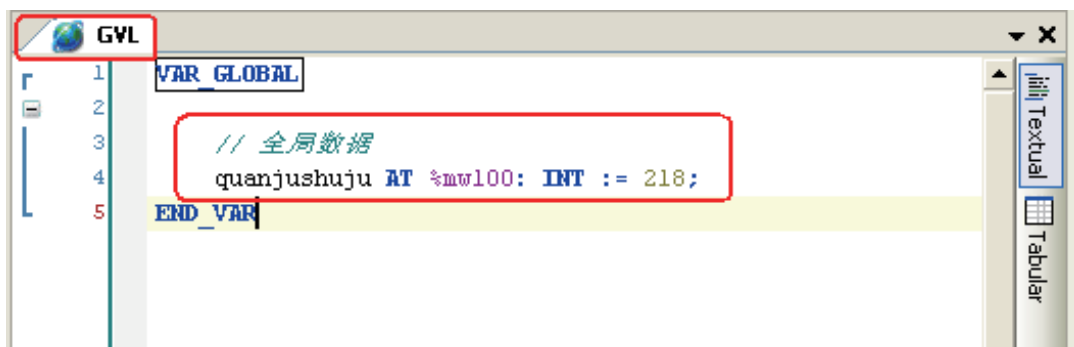 GVL
1 VAR_GLOBAL
2
3 // 全局数据
4 quanjushuju AT %mw100: INT := 218;
5 END_VAR
Textual
Tabular